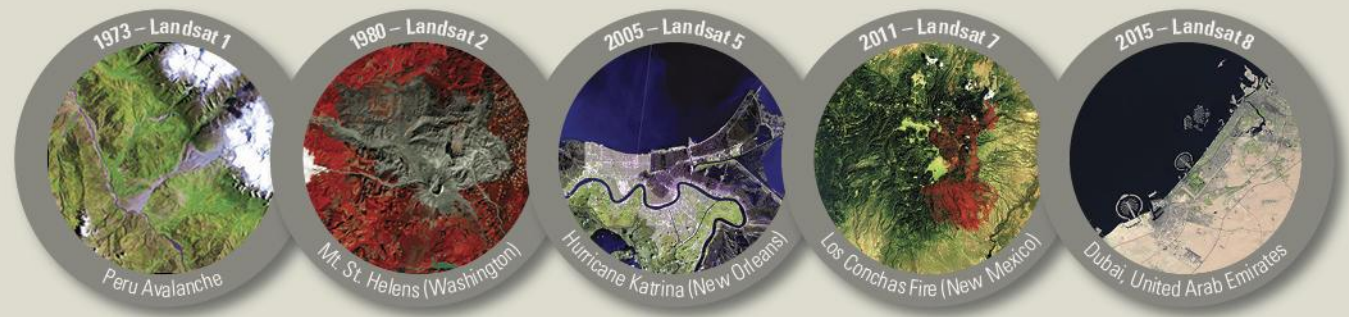 1973 – Landsat 1
Peru Avalanche
1980 – Landsat 2
Mt. St. Helens (Washington)
2005 – Landsat 5
Hurricane Katrina (New Orleans)
2011 – Landsat 7
Los Conchas Fire (New Mexico)
2015 – Landsat 8
Dubai, United Arab Emirates